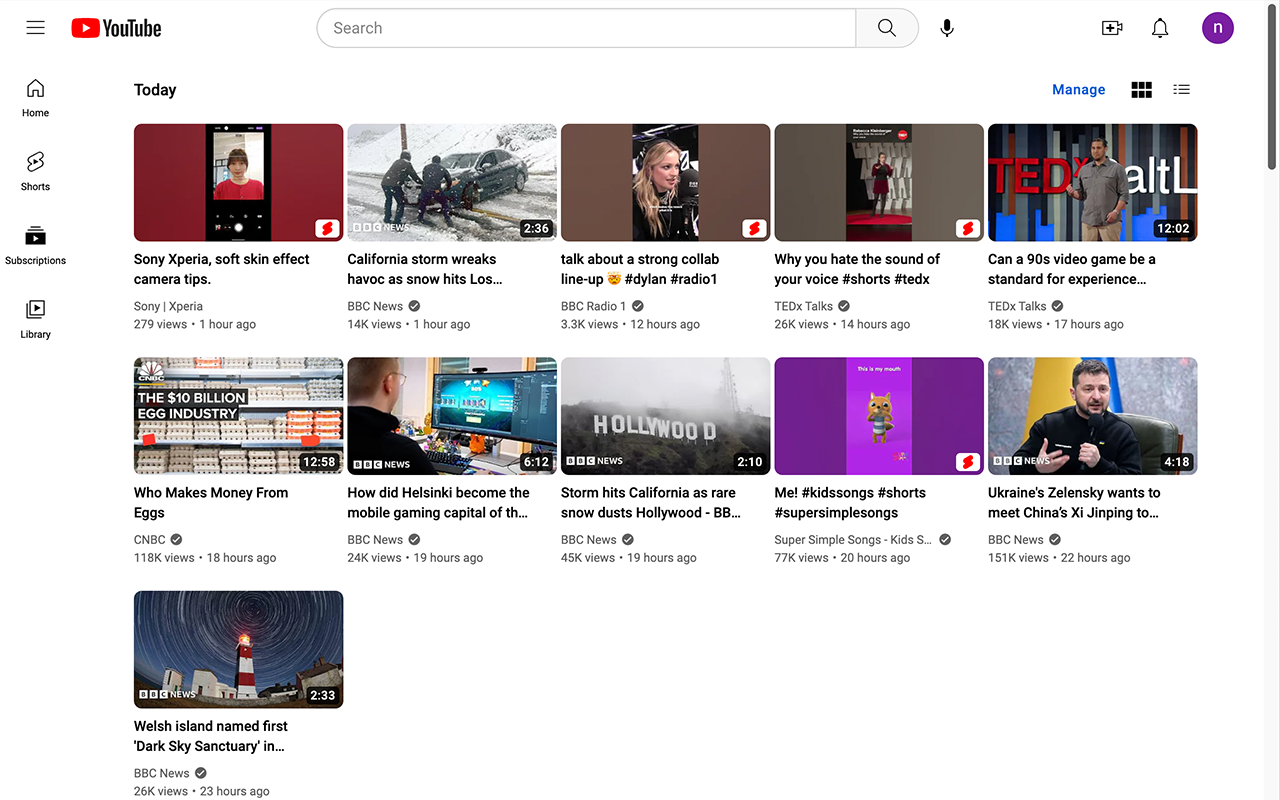 YouTube
Search
n
Home
Shorts
Subscriptions
Library
Today
Manage
BBC NEWS
2:36
Rebecca Kleinberger
Why you hate the sound of your voice
TED
TEDx altL
12:02
Sony Xperia, soft skin effect
camera tips.
Sony | Xperia
279 views • 1 hour ago
California storm wreaks
havoc as snow hits Los…
BBC News
14K views • 1 hour ago
talk about a strong collab
line-up 🤯 #dylan #radio1
BBC Radio 1
3.3K views • 12 hours ago
Why you hate the sound of
your voice #shorts #tedx
TEDx Talks
26K views • 14 hours ago
Can a 90s video game be a
standard for experience…
TEDx Talks
18K views • 17 hours ago
CNBC
THE $10 BILLION
EGG INDUSTRY
12:58
BBC NEWS
6:12
HOLLYWOOD
BBC NEWS
2:10
This is my mouth
BBC NEWS
4:18
Who Makes Money From
Eggs
CNBC
118K views • 18 hours ago
How did Helsinki become the
mobile gaming capital of th…
BBC News
24K views • 19 hours ago
Storm hits California as rare
snow dusts Hollywood - BB…
BBC News
45K views • 19 hours ago
Me! #kidssongs #shorts
#supersimplesongs
Super Simple Songs - Kids S…
77K views • 20 hours ago
Ukraine's Zelensky wants to
meet China’s Xi Jinping to…
BBC News
151K views • 22 hours ago
BBC NEWS
2:33
Welsh island named first
'Dark Sky Sanctuary' in…
BBC News
26K views • 23 hours ago